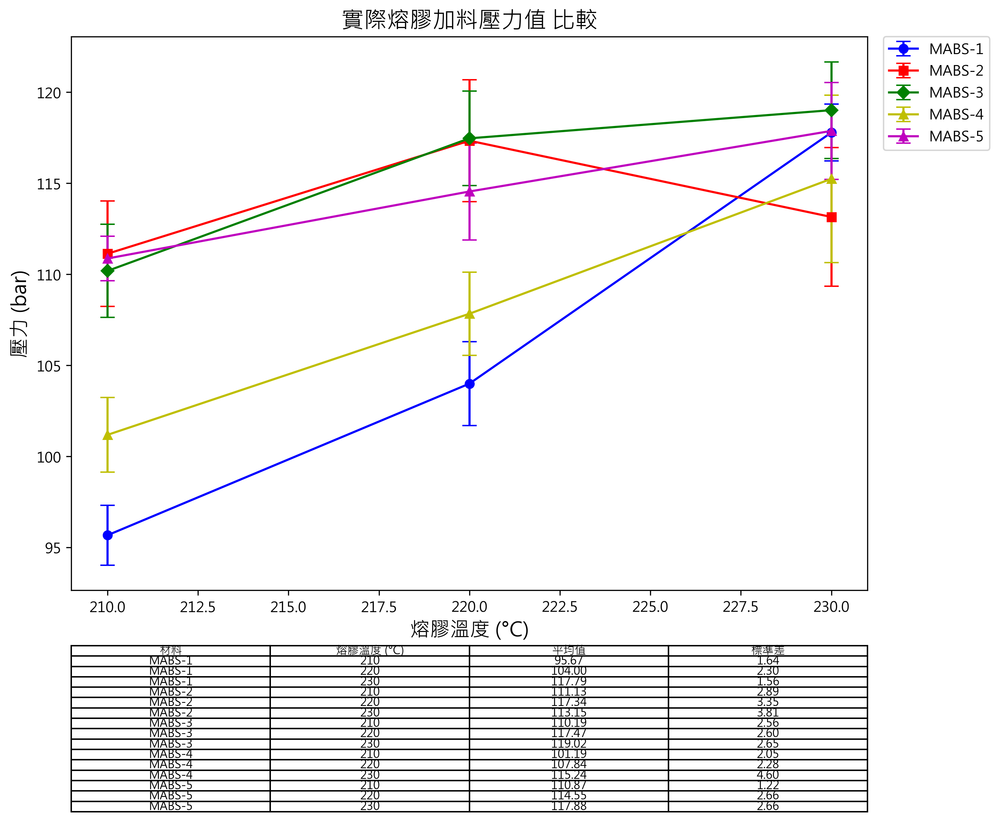 實際熔膠加料壓力值 比較
MABS-1
MABS-2
MABS-3
MABS-4
MABS-5
壓力 (bar)
120
115
110
105
100
95
210.0 212.5 215.0 217.5 220.0 222.5 225.0 227.5 230.0
熔膠溫度 (°C)
材料 熔膠溫度 (°C) 平均值 標準差
MABS-1 210 95.67 1.64
MABS-1 220 104.00 2.30
MABS-1 230 117.79 1.56
MABS-2 210 111.13 2.89
MABS-2 220 117.34 3.35
MABS-2 230 113.15 3.81
MABS-3 210 110.19 2.56
MABS-3 220 117.47 2.60
MABS-3 230 119.02 2.65
MABS-4 210 101.19 2.05
MABS-4 220 107.84 2.28
MABS-4 230 115.24 4.60
MABS-5 210 110.87 1.22
MABS-5 220 114.55 2.66
MABS-5 230 117.88 2.66